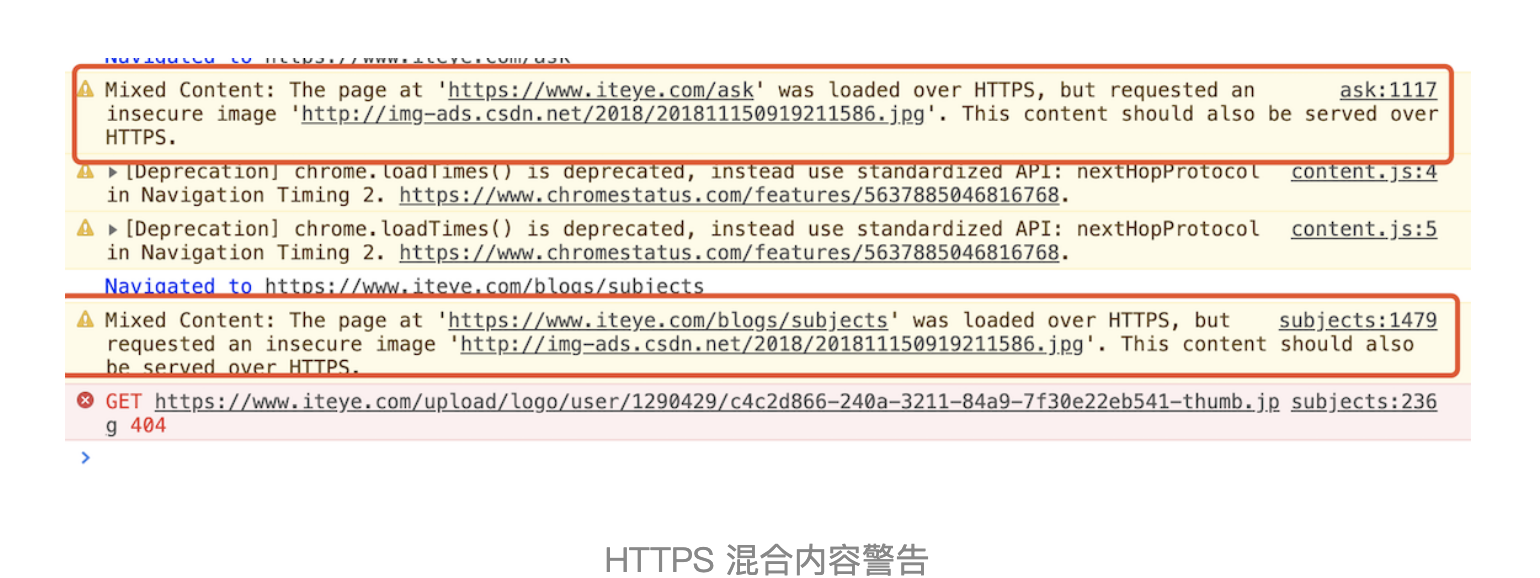 Navigated to https://www.iteye.com/ask
Mixed Content: The page at 'https://www.iteye.com/ask' was loaded over HTTPS, but requested an ask:1117
insecure image 'http://img-ads.csdn.net/2018/201811150919211586.jpg'. This content should also be served over
HTTPS.
[Deprecation] chrome.loadTimes() is deprecated, instead use standardized API: nextHopProtocol content.js:4
in Navigation Timing 2. https://www.chromestatus.com/features/5637885046816768.
[Deprecation] chrome.loadTimes() is deprecated, instead use standardized API: nextHopProtocol content.js:5
in Navigation Timing 2. https://www.chromestatus.com/features/5637885046816768.
Navigated to https://www.iteye.com/blogs/subjects
Mixed Content: The page at 'https://www.iteye.com/blogs/subjects' was loaded over HTTPS, but subjects:1479
requested an insecure image 'http://img-ads.csdn.net/2018/201811150919211586.jpg'. This content should also
be served over HTTPS.
GET https://www.iteye.com/upload/logo/user/1290429/c4c2d866-240a-3211-84a9-7f30e22eb541-thumb.jp subjects:236
g 404
HTTPS 混合内容警告